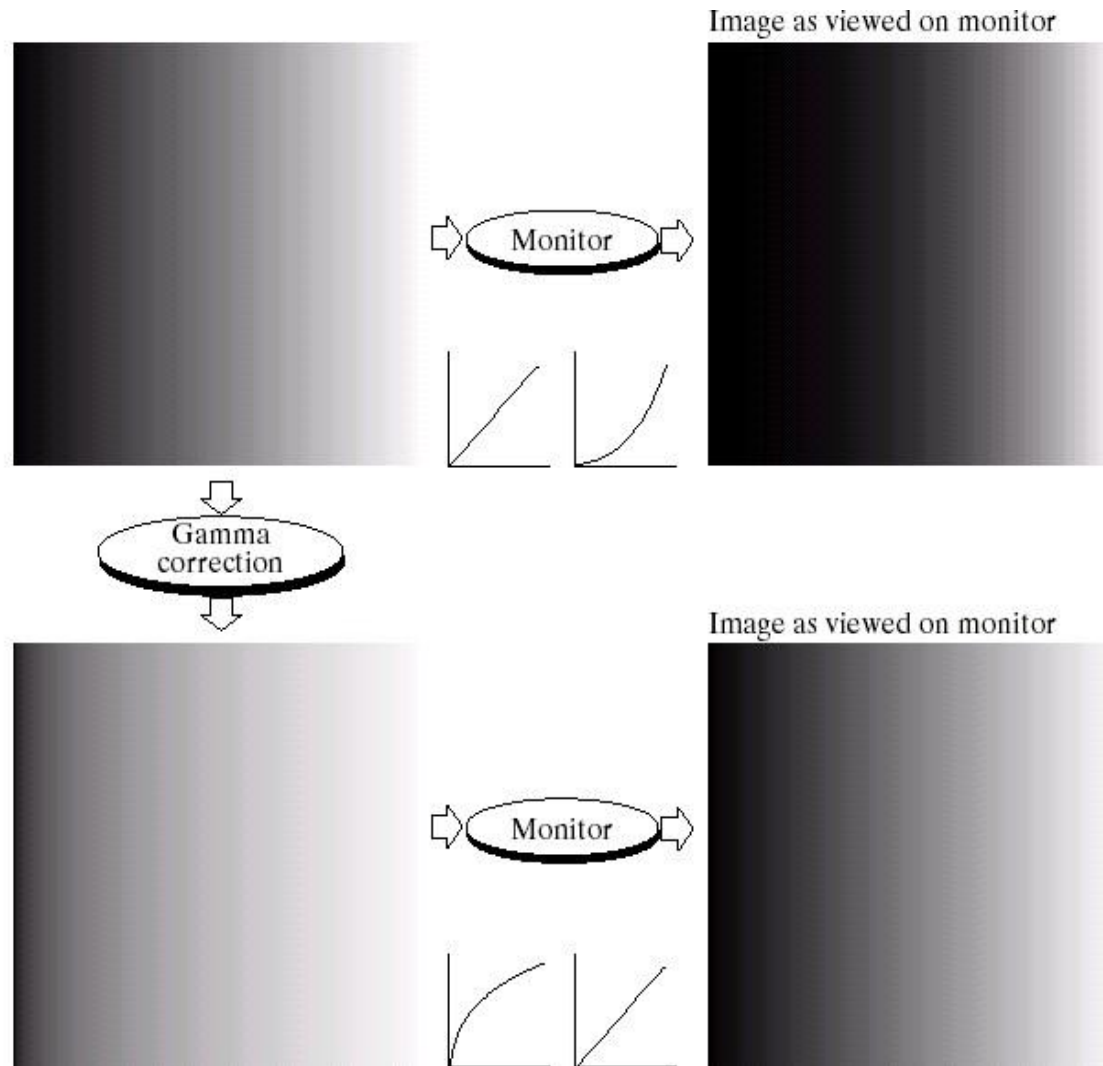 Image as viewed on monitor
Monitor
Gamma
correction
Image as viewed on monitor
Monitor